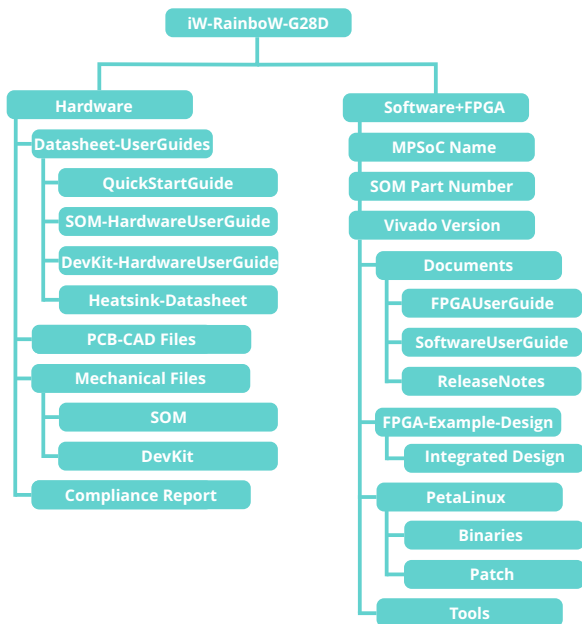 iW-RainboW-G28D
Hardware
Datasheet-UserGuides
QuickStartGuide
SOM-HardwareUserGuide
DevKit-HardwareUserGuide
Heatsink-Datasheet
PCB-CAD Files
Mechanical Files
SOM
DevKit
Compliance Report
Software+FPGA
MPSoC Name
SOM Part Number
Vivado Version
Documents
FPGAUserGuide
SoftwareUserGuide
ReleaseNotes
FPGA-Example-Design
Integrated Design
PetaLinux
Binaries
Patch
Tools